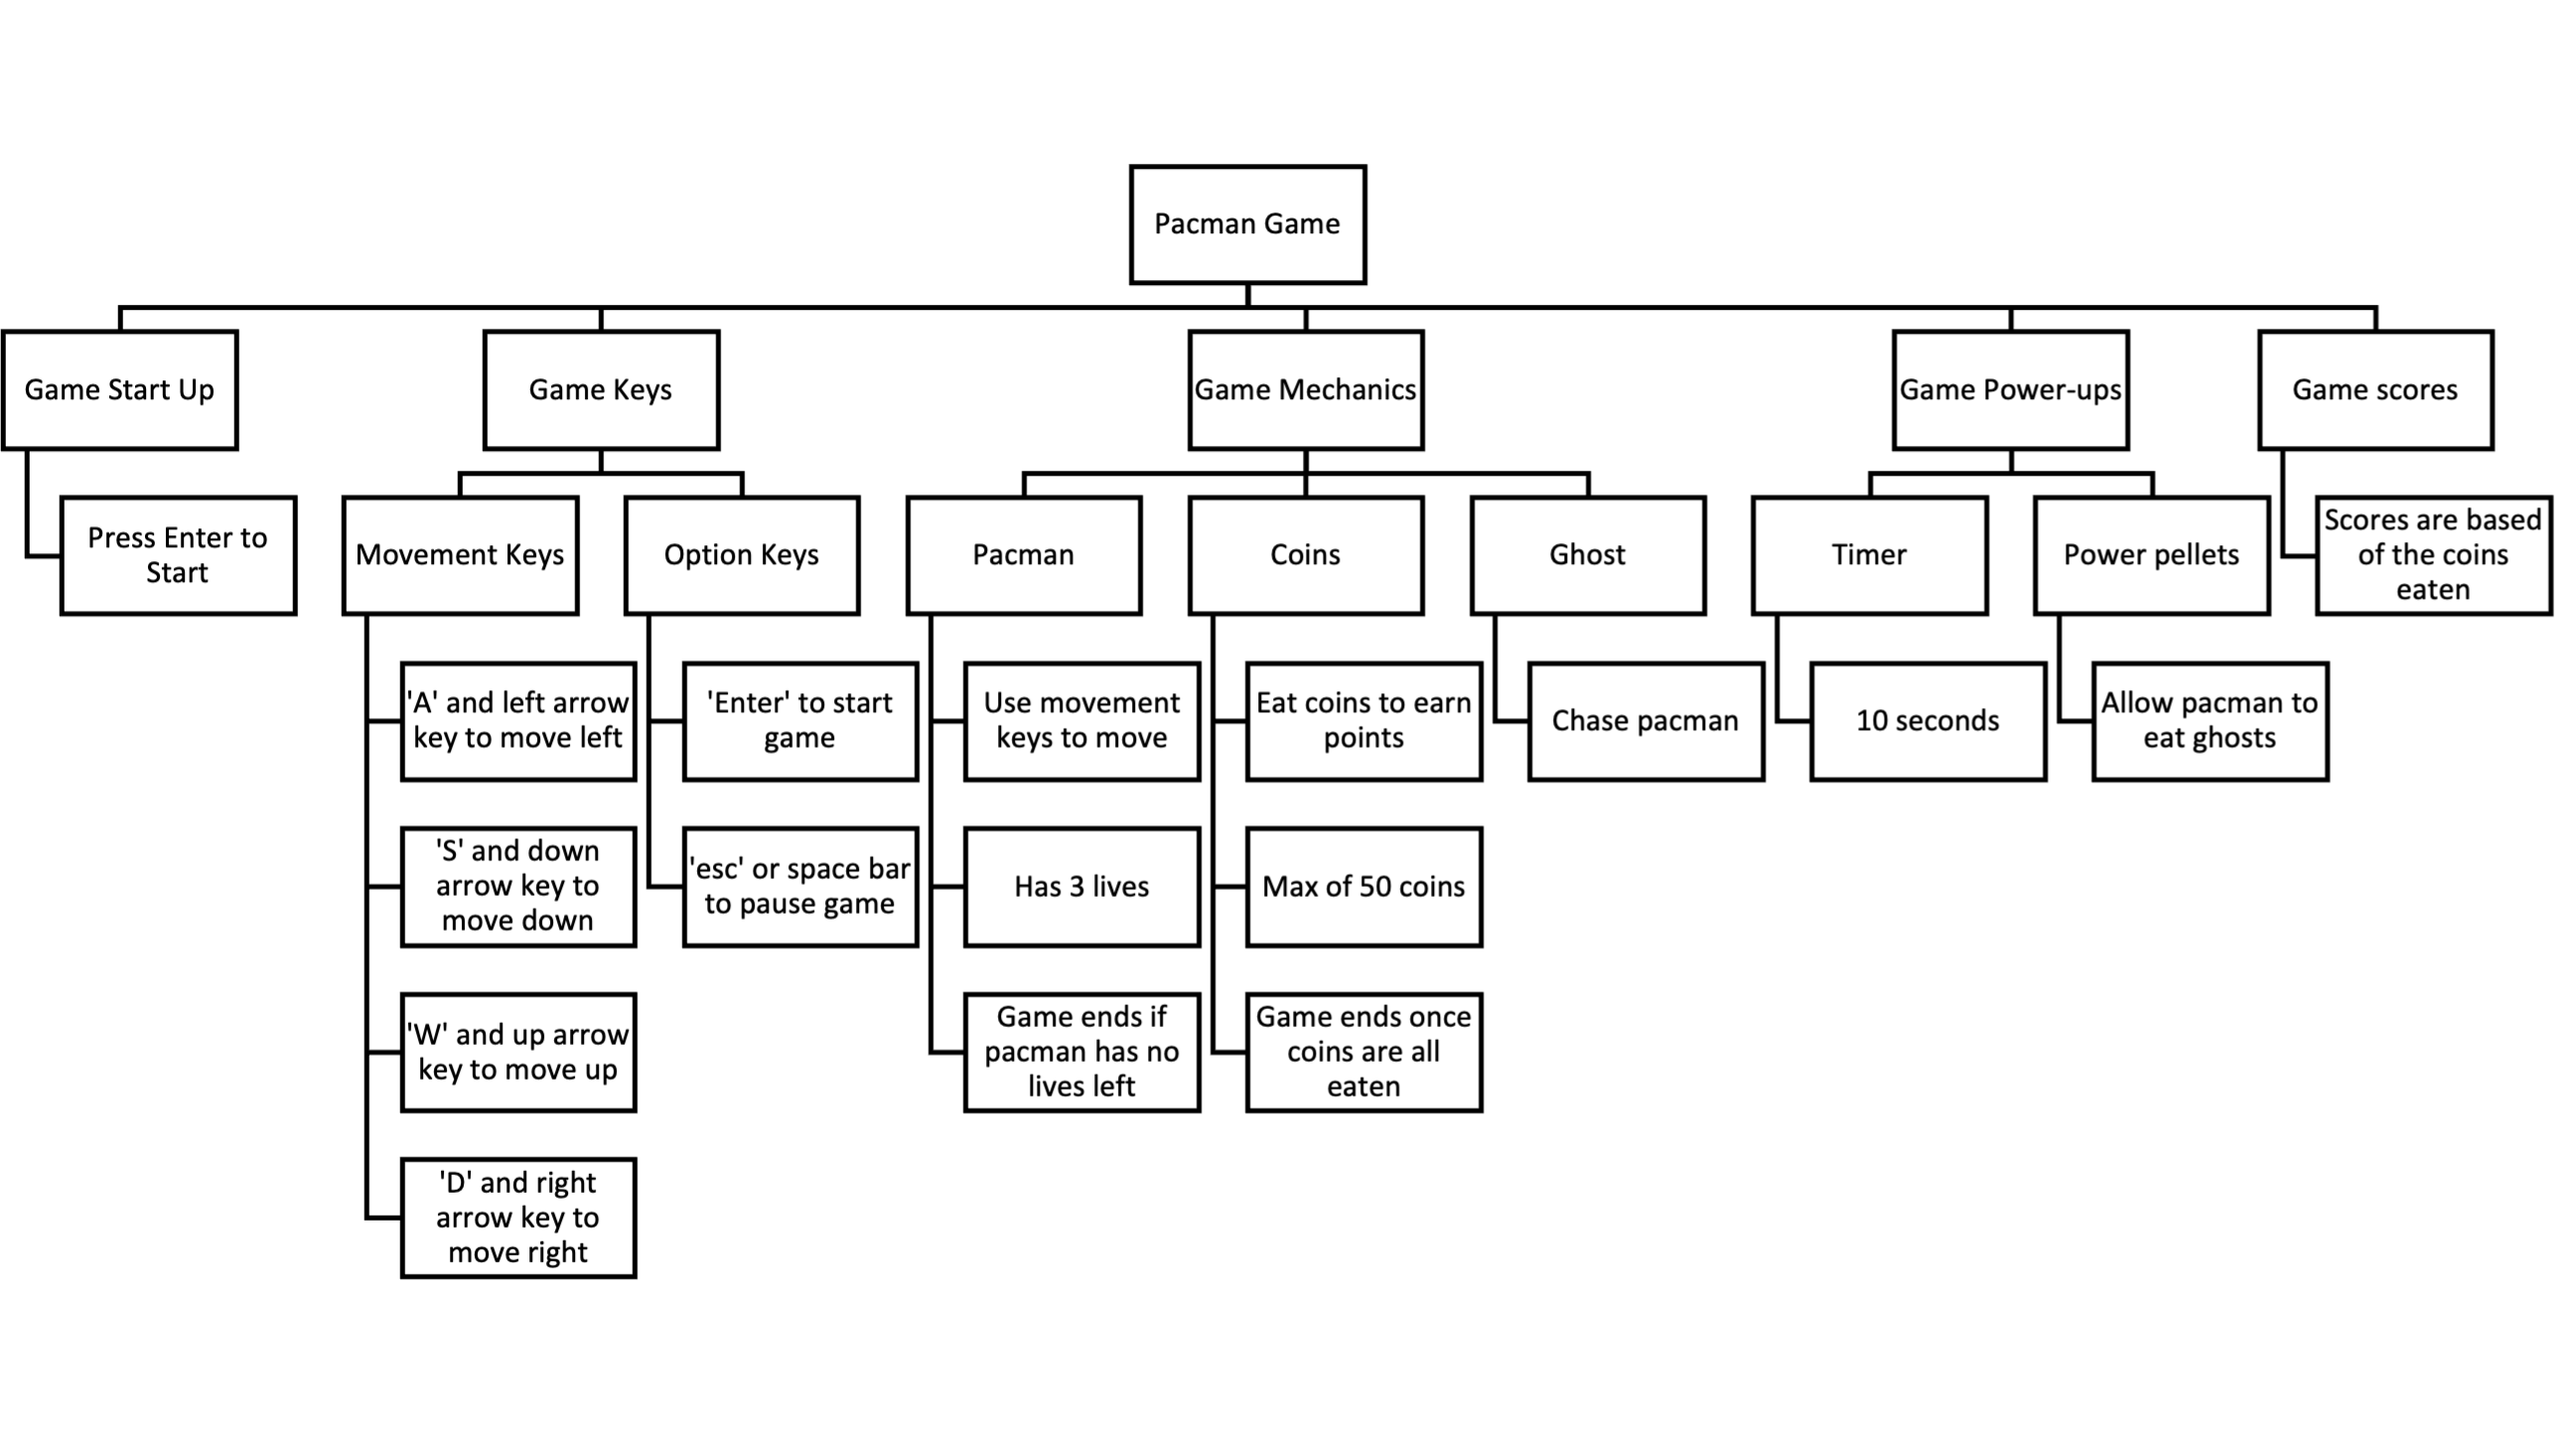 Pacman Game
Game Start Up
Game Keys
Game Mechanics
Game Power-ups
Game scores
Press Enter to
Start
Movement Keys
Option Keys
Pacman
Coins
Ghost
Timer
Power pellets
Scores are based
of the coins
eaten
'A' and left arrow
key to move left
'Enter' to start
game
Use movement
keys to move
Eat coins to earn
points
Chase pacman
10 seconds
Allow pacman to
eat ghosts
'S' and down
arrow key to
move down
'esc' or space bar
to pause game
Has 3 lives
Max of 50 coins
'W' and up arrow
key to move up
Game ends if
pacman has no
lives left
Game ends once
coins are all
eaten
'D' and right
arrow key to
move right